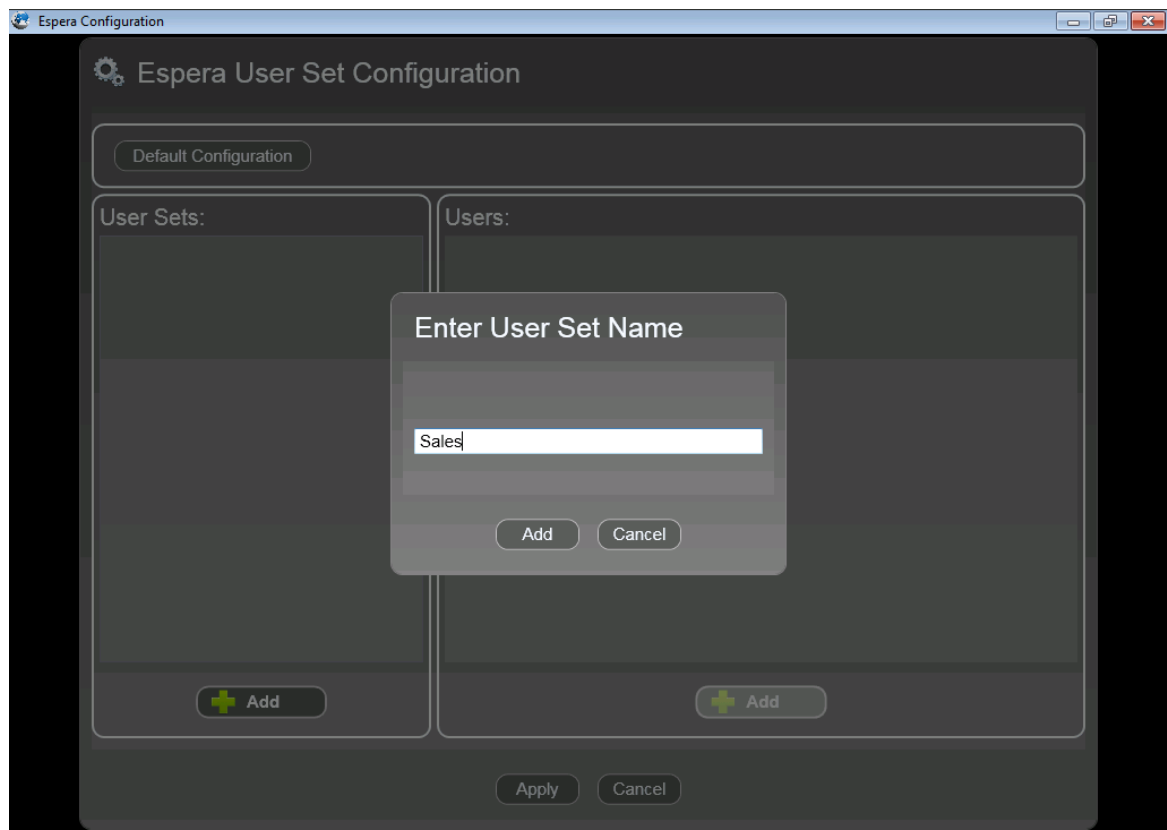 Espera Configuration
Espera User Set Configuration
Default Configuration
User Sets:
Users:
Enter User Set Name
Sales
Add
Cancel
Add
Add
Apply
Cancel